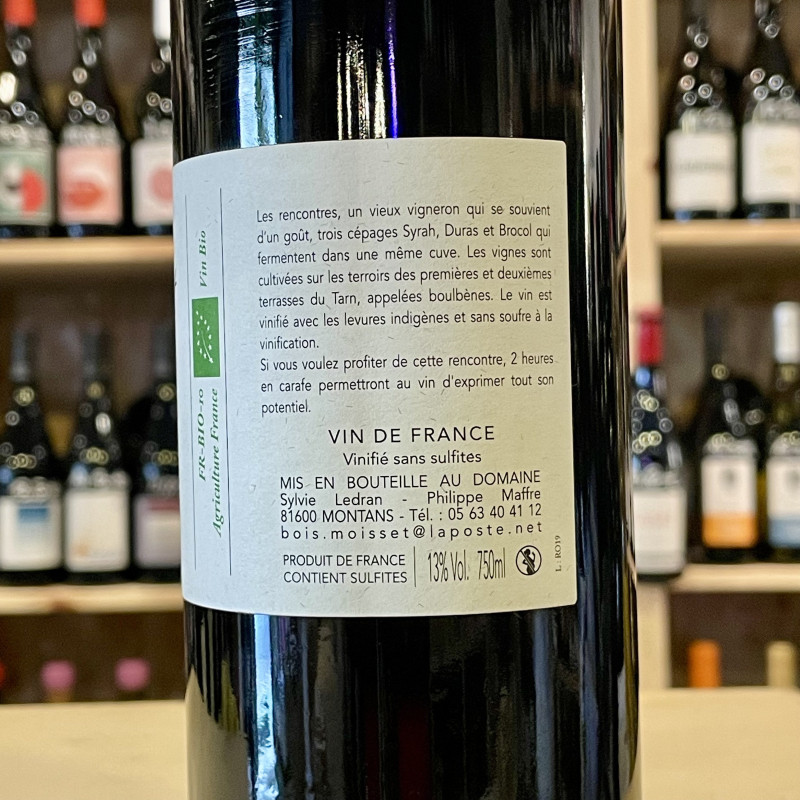 Les rencontres, un vieux vigneron qui se souvient
d'un goût, trois cépages Syrah, Duras et Brocol qui
fermentent dans une même cuve. Les vignes sont
cultivées sur les terroirs des premières et deuxièmes
terrasses du Tarn, appelées boulbènes. Le vin est
vinifié avec les levures indigènes et sans soufre à la
vinification.
Si vous voulez profiter de cette rencontre, 2 heures
en carafe permettront au vin d'exprimer tout son
potentiel.
VIN DE FRANCE
Vinifié sans sulfites
MIS EN BOUTEILLE AU DOMAINE
Sylvie Ledran - Philippe Maffre
81600 MONTANS - Tél. : 05 63 40 41 12
bois.moisset@laposte.net
PRODUIT DE FRANCE
CONTIENT SULFITES
13% Vol. 750ml
L : RO19
Vin Bio
FR-BIO-10
Agriculture France